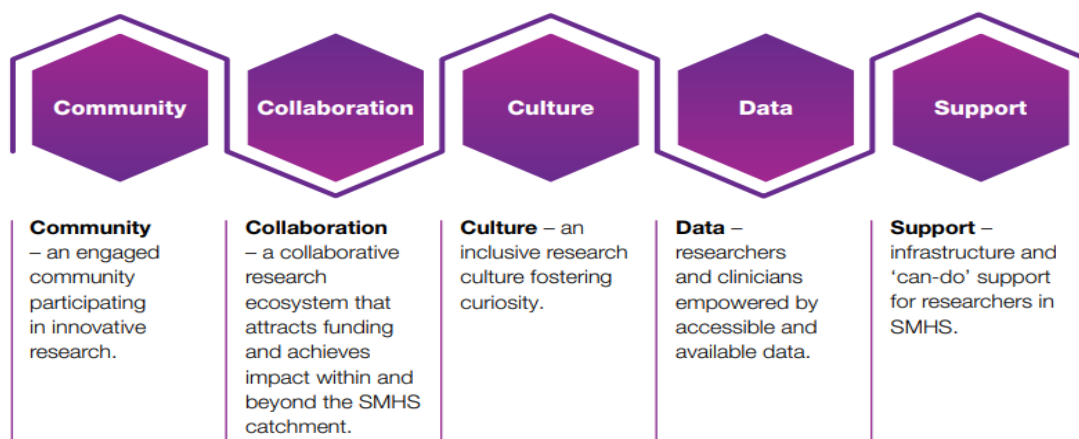 Community
Collaboration
Culture
Data
Support
Community
– an engaged
community
participating
in innovative
research.
Collaboration
– a collaborative
research
ecosystem that
attracts funding
and achieves
impact within and
beyond the SMHS
catchment.
Culture – an
inclusive research
culture fostering
curiosity.
Data –
researchers
and clinicians
empowered by
accessible and
available data.
Support –
infrastructure and
‘can-do’ support
for researchers in
SMHS.